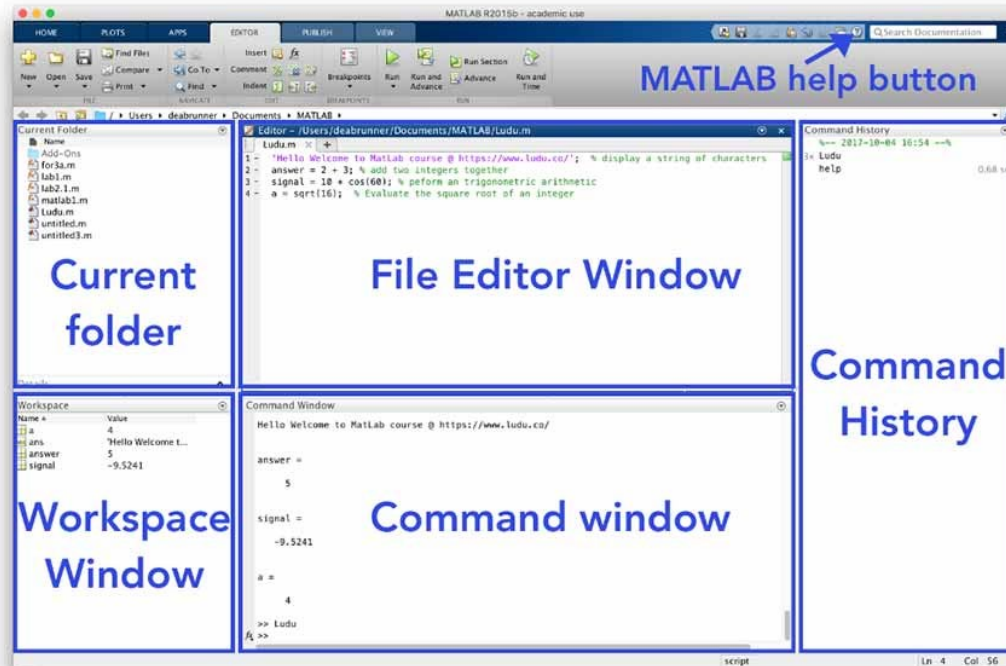 MATLAB R2015b - academic use
HOME PLOTS APPS EDITOR PUBLISH VIEW
Search Documentation
New Open Save Find Files Compare Print
Go To Find
Insert fx
Comment
Indent
Breakpoints
Run Run and Advance Run Section Advance Run and Time
FILE NAVIGATE EDIT BREAKPOINTS RUN
MATLAB help button
/ Users deabrunner Documents MATLAB
Current Folder
Name
Add-Ons
for3a.m
lab1.m
lab2.1.m
matlab1.m
Ludu.m
untitled.m
untitled3.m
Current
folder
Details
Editor - /Users/deabrunner/Documents/MATLAB/Ludu.m
Ludu.m × +
1 - 'Hello Welcome to MatLab course @ https://www.ludu.co/'; % display a string of characters
2 - answer = 2 + 3; % add two integers together
3 - signal = 10 + cos(60); % peform an trigonometric arithmetic
4 - a = sqrt(16); % Evaluate the square root of an integer
File Editor Window
Command History
%-- 2017-10-04 16:54 --%
3x Ludu
help 0.68 s
Command
History
Workspace
Name Value
a 4
ans 'Hello Welcome t...
answer 5
signal -9.5241
Workspace
Window
Command Window
Hello Welcome to MatLab course @ https://www.ludu.co/
answer =
5
signal =
-9.5241
a =
4
>> Ludu
fx >>
Command window
script
Ln 4 Col 56